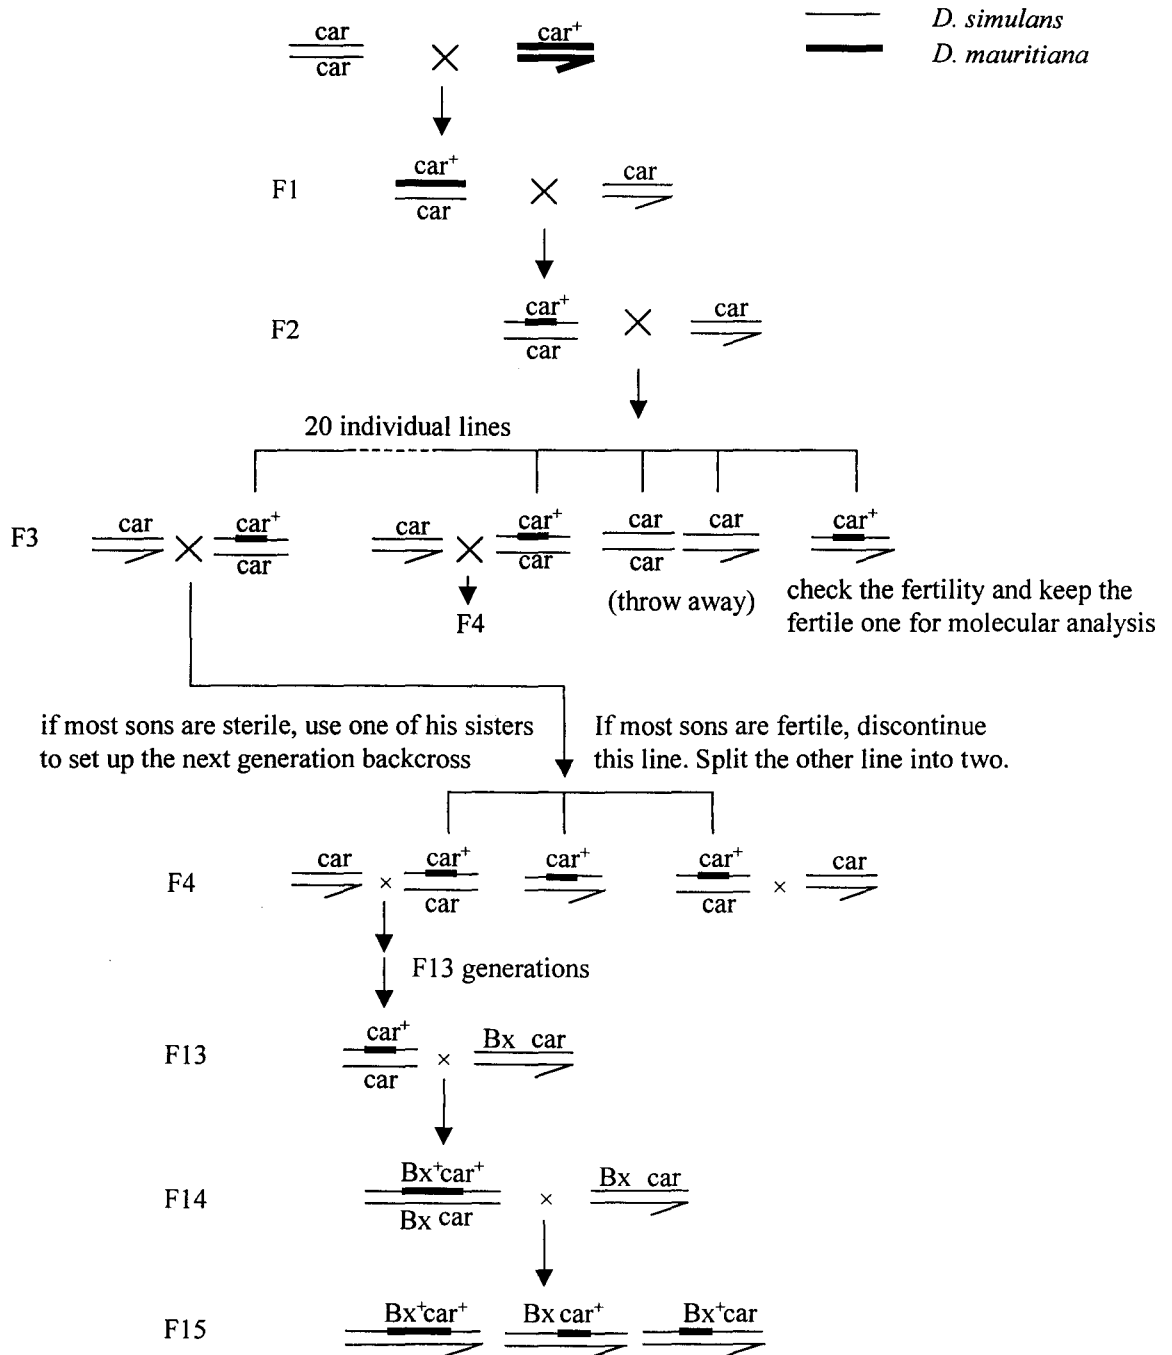 D. simulans
D. mauritiana
car
car
car⁺
F1
car⁺
car
car
F2
car⁺
car
car
20 individual lines
F3
car
car⁺
car
car
car⁺
car
car
car
car
car⁺
F4
(throw away)
check the fertility and keep the
fertile one for molecular analysis
if most sons are sterile, use one of his sisters
to set up the next generation backcross
If most sons are fertile, discontinue
this line. Split the other line into two.
F4
car
car⁺
car
car⁺
car⁺
car
car
F13 generations
F13
car⁺
car
Bx car
F14
Bx⁺car⁺
Bx car
Bx car
F15
Bx⁺car⁺
Bx car⁺
Bx⁺car